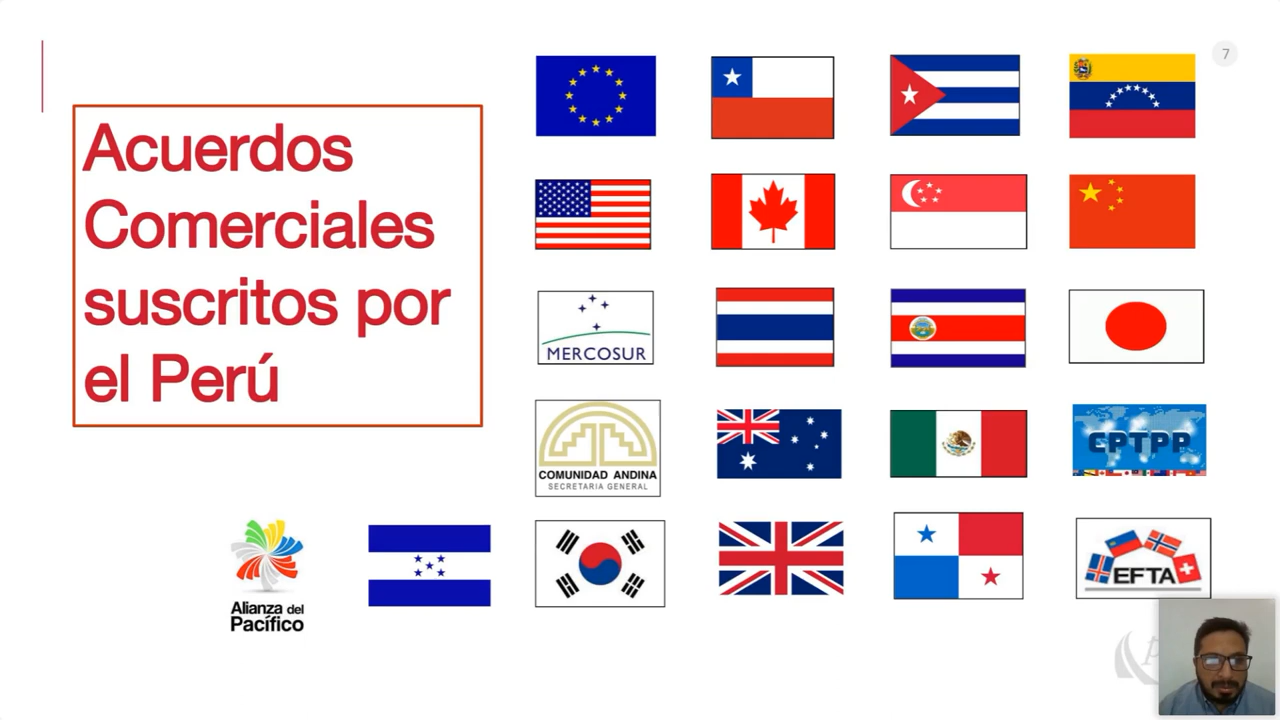 7
Acuerdos
Comerciales
suscritos por
el Perú
MERCOSUR
COMUNIDAD ANDINA
SECRETARIA GENERAL
CPTPP
Alianza del
Pacífico
EFTA